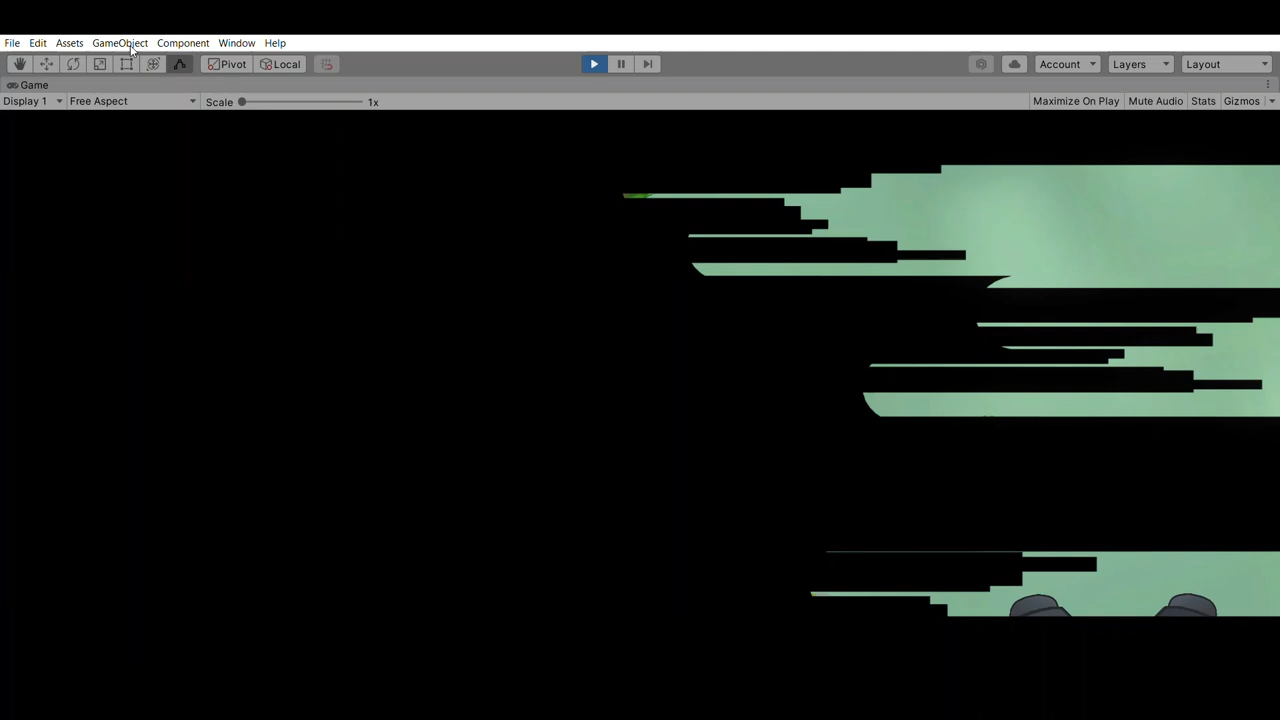 File Edit Assets GameObject Component Window Help
Pivot Local Account Layers Layout
Game
Display 1 Free Aspect Scale 1x Maximize On Play Mute Audio Stats Gizmos